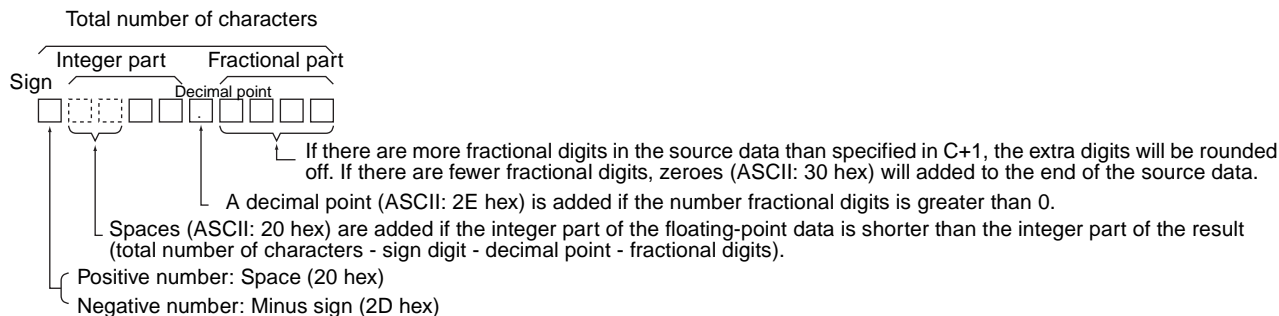 Total number of characters
Integer part Fractional part
Sign
Decimal point
.
If there are more fractional digits in the source data than specified in C+1, the extra digits will be rounded
off. If there are fewer fractional digits, zeroes (ASCII: 30 hex) will added to the end of the source data.
A decimal point (ASCII: 2E hex) is added if the number fractional digits is greater than 0.
Spaces (ASCII: 20 hex) are added if the integer part of the floating-point data is shorter than the integer part of the result
(total number of characters - sign digit - decimal point - fractional digits).
Positive number: Space (20 hex)
Negative number: Minus sign (2D hex)